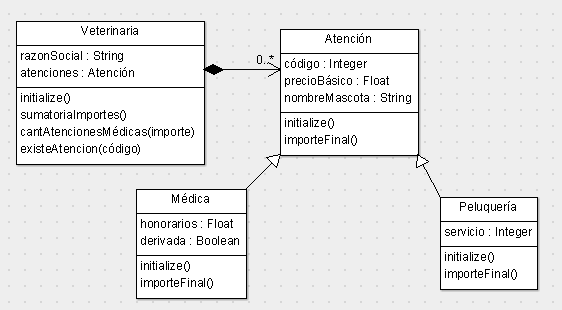 Veterinaria
razonSocial : String
atenciones : Atención
initialize()
sumatoriaImportes()
cantAtencionesMédicas(importe)
existeAtencion(código)
0..*
Atención
código : Integer
precioBásico : Float
nombreMascota : String
initialize()
importeFinal()
Médica
honorarios : Float
derivada : Boolean
initialize()
importeFinal()
Peluquería
servicio : Integer
initialize()
importeFinal()